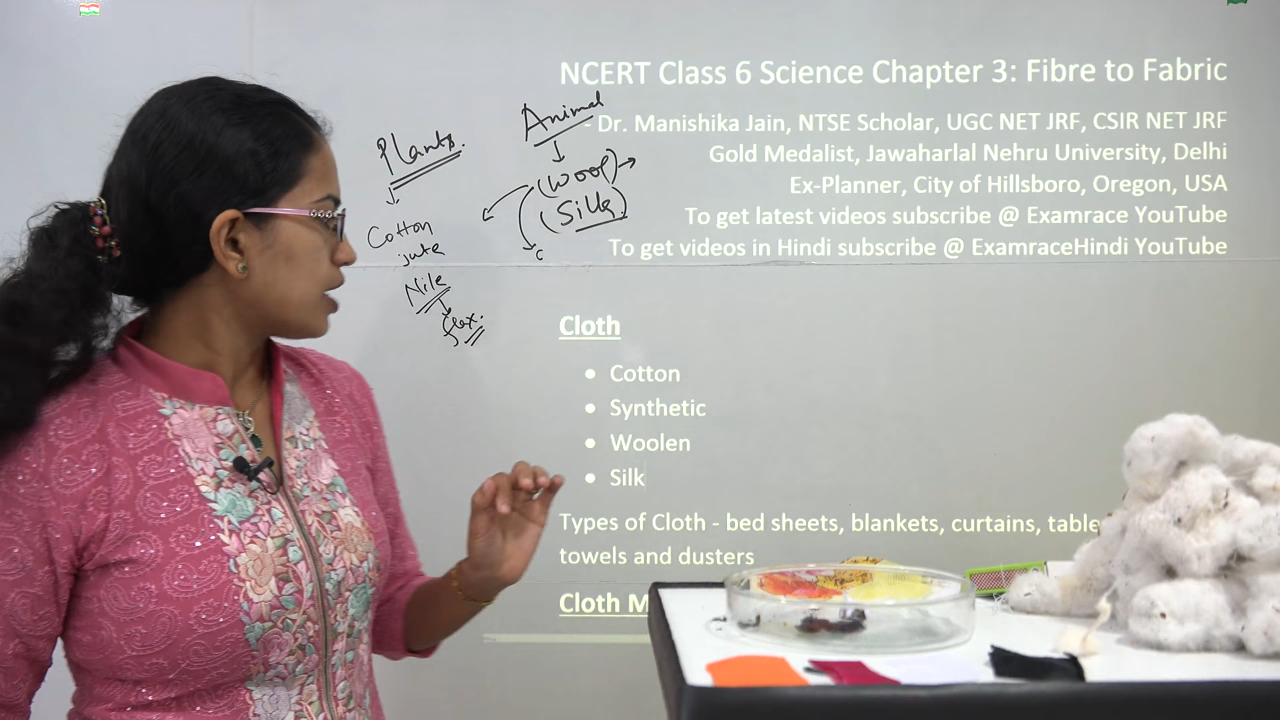 NCERT Class 6 Science Chapter 3: Fibre to Fabric
- Dr. Manishika Jain, NTSE Scholar, UGC NET JRF, CSIR NET JRF
Gold Medalist, Jawaharlal Nehru University, Delhi
Ex-Planner, City of Hillsboro, Oregon, USA
To get latest videos subscribe @ Examrace YouTube
To get videos in Hindi subscribe @ ExamraceHindi YouTube
Plants.
Cotton
jute
Nile
flax.
Animal
(Wool)
(Silk)
c
Cloth
• Cotton
• Synthetic
• Woolen
• Silk
Types of Cloth - bed sheets, blankets, curtains, table
towels and dusters
Cloth M